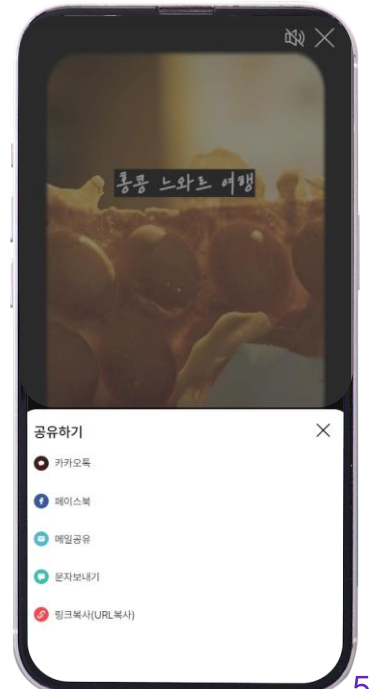 홍콩 느와르 여행
공유하기
카카오톡
페이스북
메일공유
문자보내기
링크복사(URL복사)
5